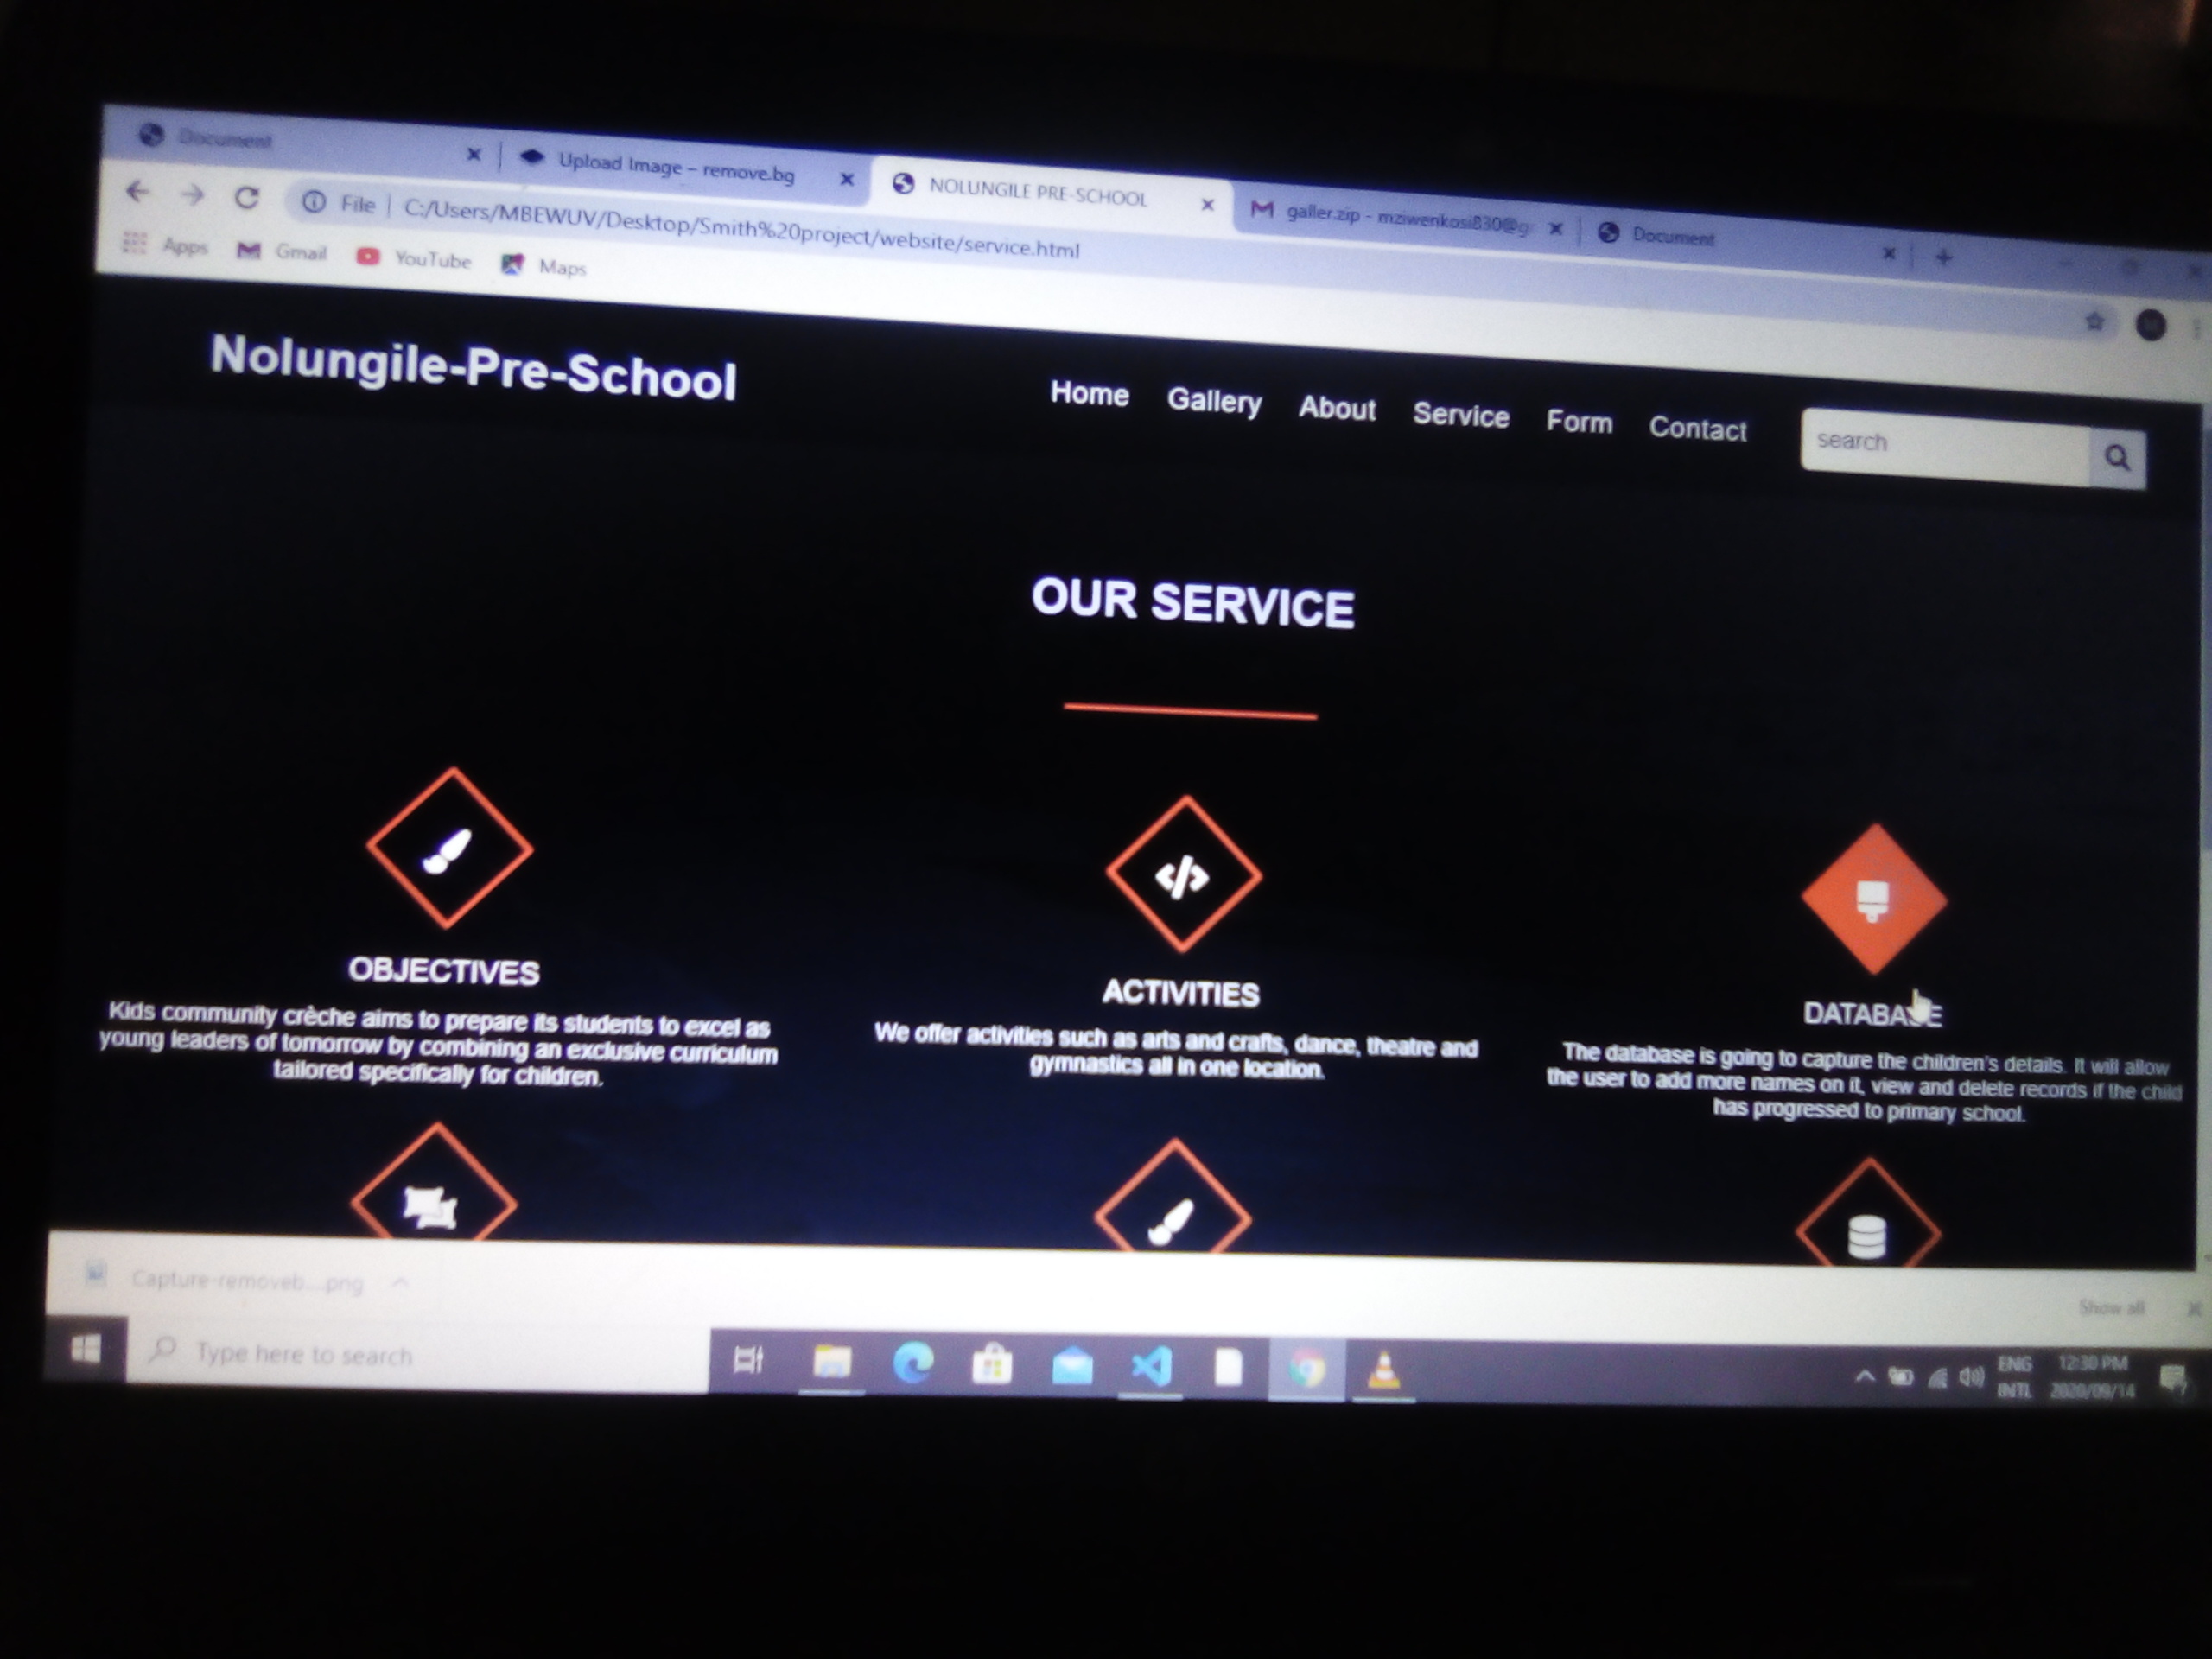 Document
Upload Image – remove.bg
NOLUNGILE PRE-SCHOOL
galler.zip - mziwenkosi830@g
Document
File | C:/Users/MBEWUV/Desktop/Smith%20project/website/service.html
Apps Gmail YouTube Maps
Nolungile-Pre-School
Home Gallery About Service Form Contact
search
OUR SERVICE
OBJECTIVES
Kids community crèche aims to prepare its students to excel as
young leaders of tomorrow by combining an exclusive curriculum
tailored specifically for children.
ACTIVITIES
We offer activities such as arts and crafts, dance, theatre and
gymnastics all in one location.
DATABASE
The database is going to capture the children's details. It will allow
the user to add more names on it, view and delete records if the child
has progressed to primary school.
Capture-removeb....png
Show all
Type here to search
ENG
INTL
12:30 PM
2020/09/14